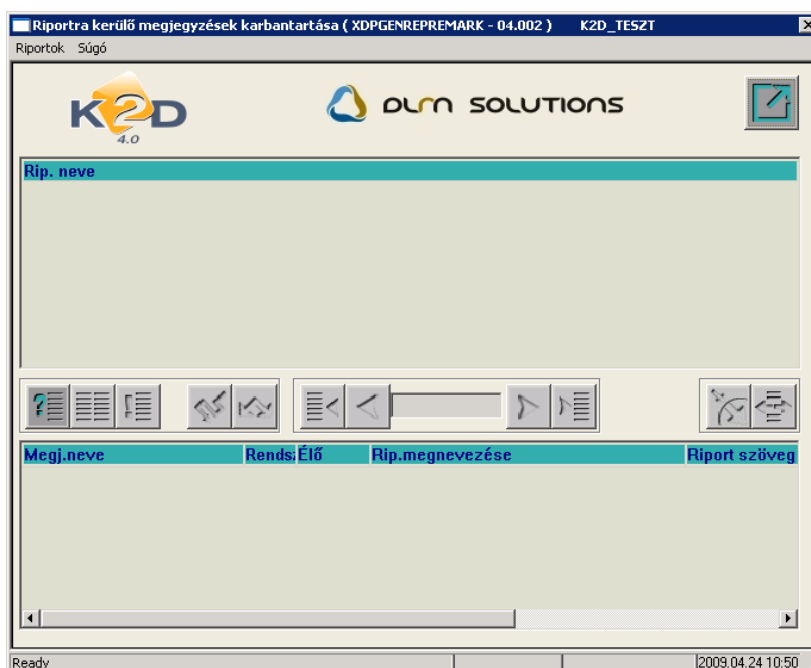 Riportra kerülő megjegyzések karbantartása ( XDPGENREPREMARK - 04.002 ) K2D_TESZT
Riportok Súgó
K2D
4.0
DLM SOLUTIONS
Rip. neve
Megj.neve Rends: Élő Rip.megnevezése Riport szöveg
Ready 2009.04.24 10:50